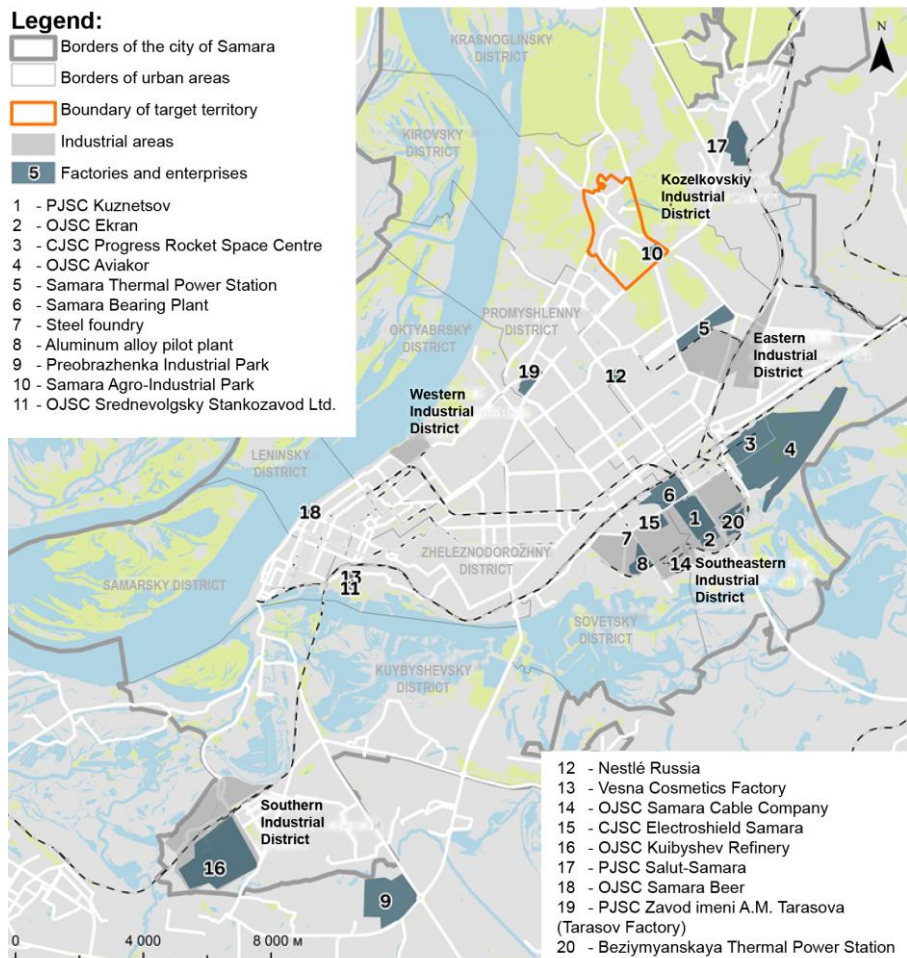 Legend:
Borders of the city of Samara
Borders of urban areas
Boundary of target territory
Industrial areas
5 Factories and enterprises
1 - PJSC Kuznetsov
2 - OJSC Ekran
3 - CJSC Progress Rocket Space Centre
4 - OJSC Aviakor
5 - Samara Thermal Power Station
6 - Samara Bearing Plant
7 - Steel foundry
8 - Aluminum alloy pilot plant
9 - Preobrazhenka Industrial Park
10 - Samara Agro-Industrial Park
11 - OJSC Srednevolgsky Stankozavod Ltd.
N
KRASNOGLINSKY
DISTRICT
KIROVSKY
DISTRICT
17
Kozelkovskiy
Industrial
District
10
PROMYSHLENNY
DISTRICT
OKTYABRSKY
DISTRICT
5
Eastern
Industrial
District
19
12
Western
Industrial
District
3
4
LENINSKY
DISTRICT
6
18
15
1
20
7
2
ZHELEZNODOROZHNY
DISTRICT
8
14
Southeastern
Industrial
District
13
11
SAMARSKY DISTRICT
SOVETSKY
DISTRICT
KUYBYSHEVSKY
DISTRICT
Southern
Industrial
District
16
9
0
4 000
8 000 м
12 - Nestlé Russia
13 - Vesna Cosmetics Factory
14 - OJSC Samara Cable Company
15 - CJSC Electroshield Samara
16 - OJSC Kuibyshev Refinery
17 - PJSC Salut-Samara
18 - OJSC Samara Beer
19 - PJSC Zavod imeni A.M. Tarasova
(Tarasov Factory)
20 - Beziymyanskaya Thermal Power Station